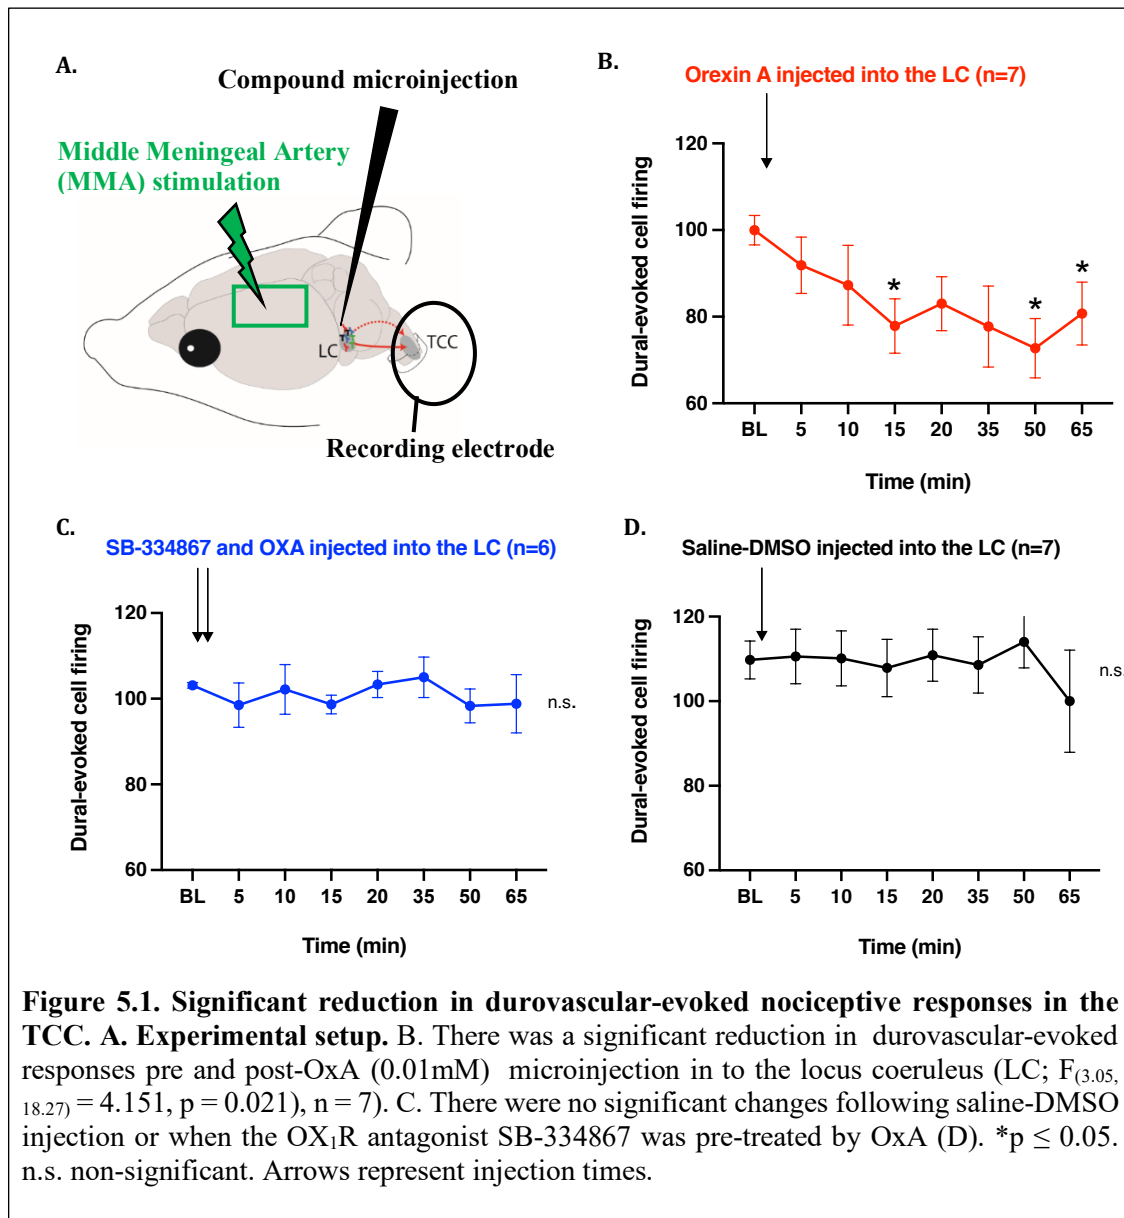 A.
Compound microinjection
Middle Meningeal Artery
(MMA) stimulation
LC
TCC
Recording electrode
B.
Orexin A injected into the LC (n=7)
Dural-evoked cell firing
120
100
80
60
*
*
*
BL 5 10 15 20 35 50 65
Time (min)
C.
SB-334867 and OXA injected into the LC (n=6)
Dural-evoked cell firing
120
100
80
60
n.s.
BL 5 10 15 20 35 50 65
Time (min)
D.
Saline-DMSO injected into the LC (n=7)
Dural-evoked cell firing
120
100
80
60
n.s.
BL 5 10 15 20 35 50 65
Time (min)
Figure 5.1. Significant reduction in durovascular-evoked nociceptive responses in the
TCC. A. Experimental setup. B. There was a significant reduction in durovascular-evoked
responses pre and post-OxA (0.01mM) microinjection in to the locus coeruleus (LC; F(3.05,
18.27) = 4.151, p = 0.021), n = 7). C. There were no significant changes following saline-DMSO
injection or when the OX₁R antagonist SB-334867 was pre-treated by OxA (D). *p ≤ 0.05.
n.s. non-significant. Arrows represent injection times.